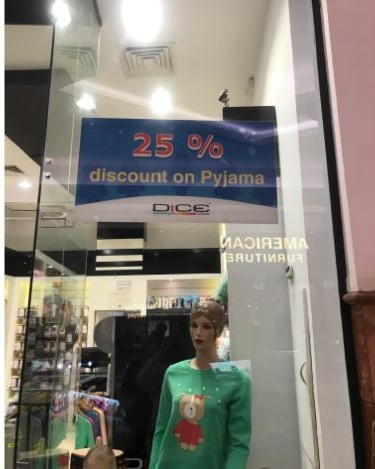 25 %
discount on Pyjama
DICE
AMERICAN
FURNITURE